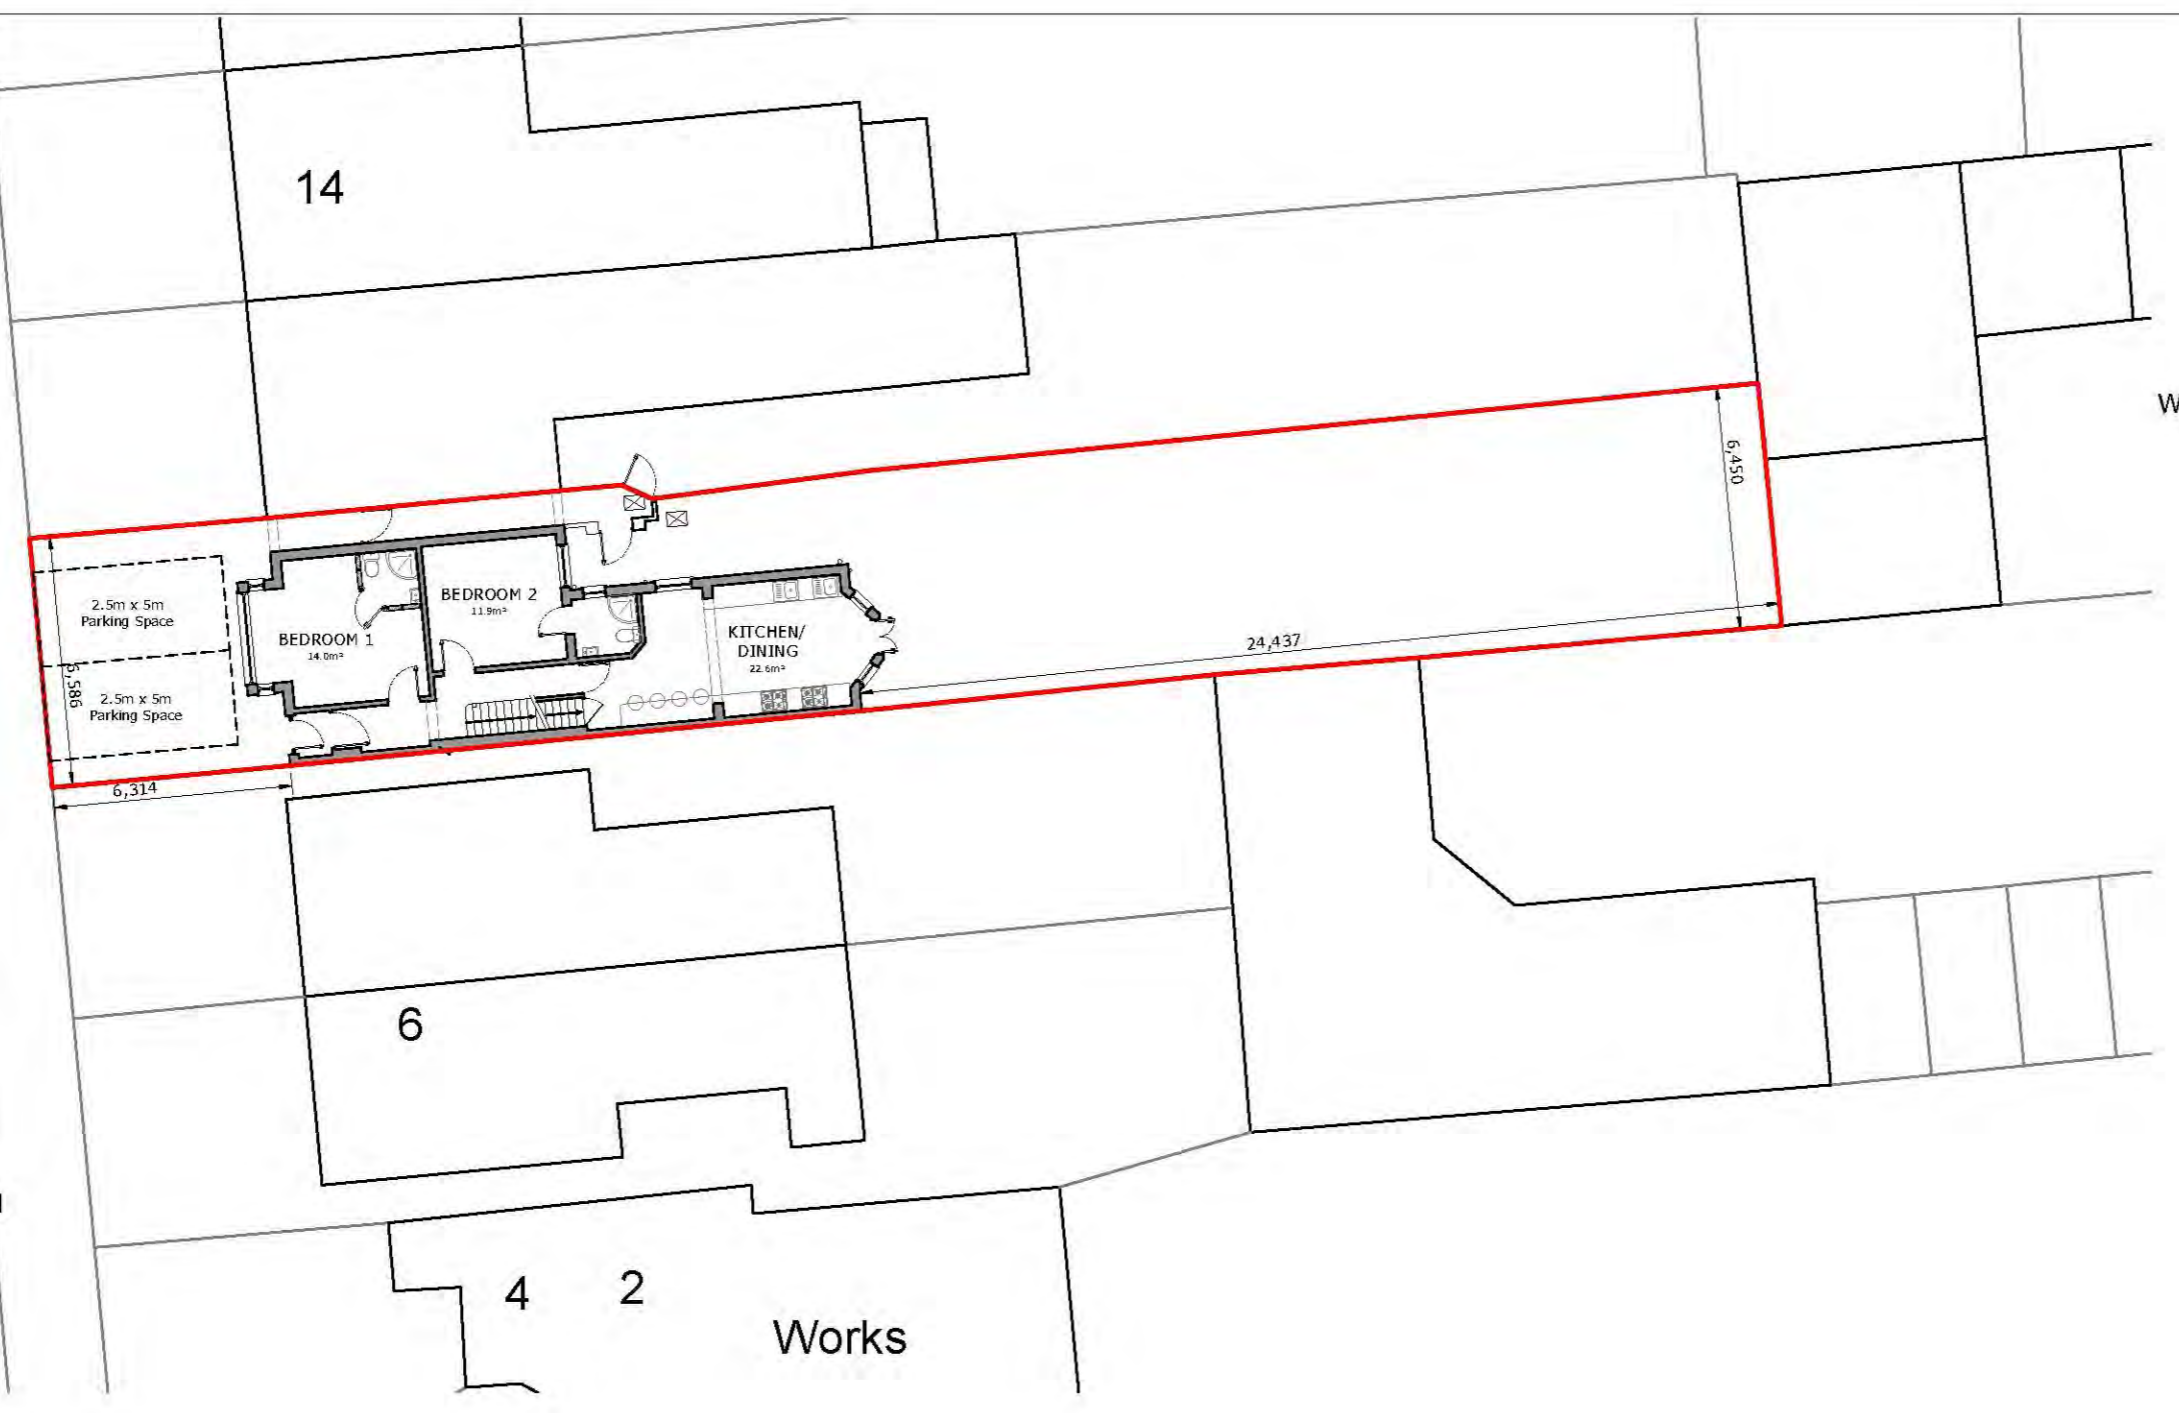 14
W
6,450
BEDROOM 2
11.9m²
2.5m x 5m
Parking Space
BEDROOM 1
14.0m²
KITCHEN/
DINING
22.6m²
24,437
2.5m x 5m
Parking Space
6,314
6
4
2
Works